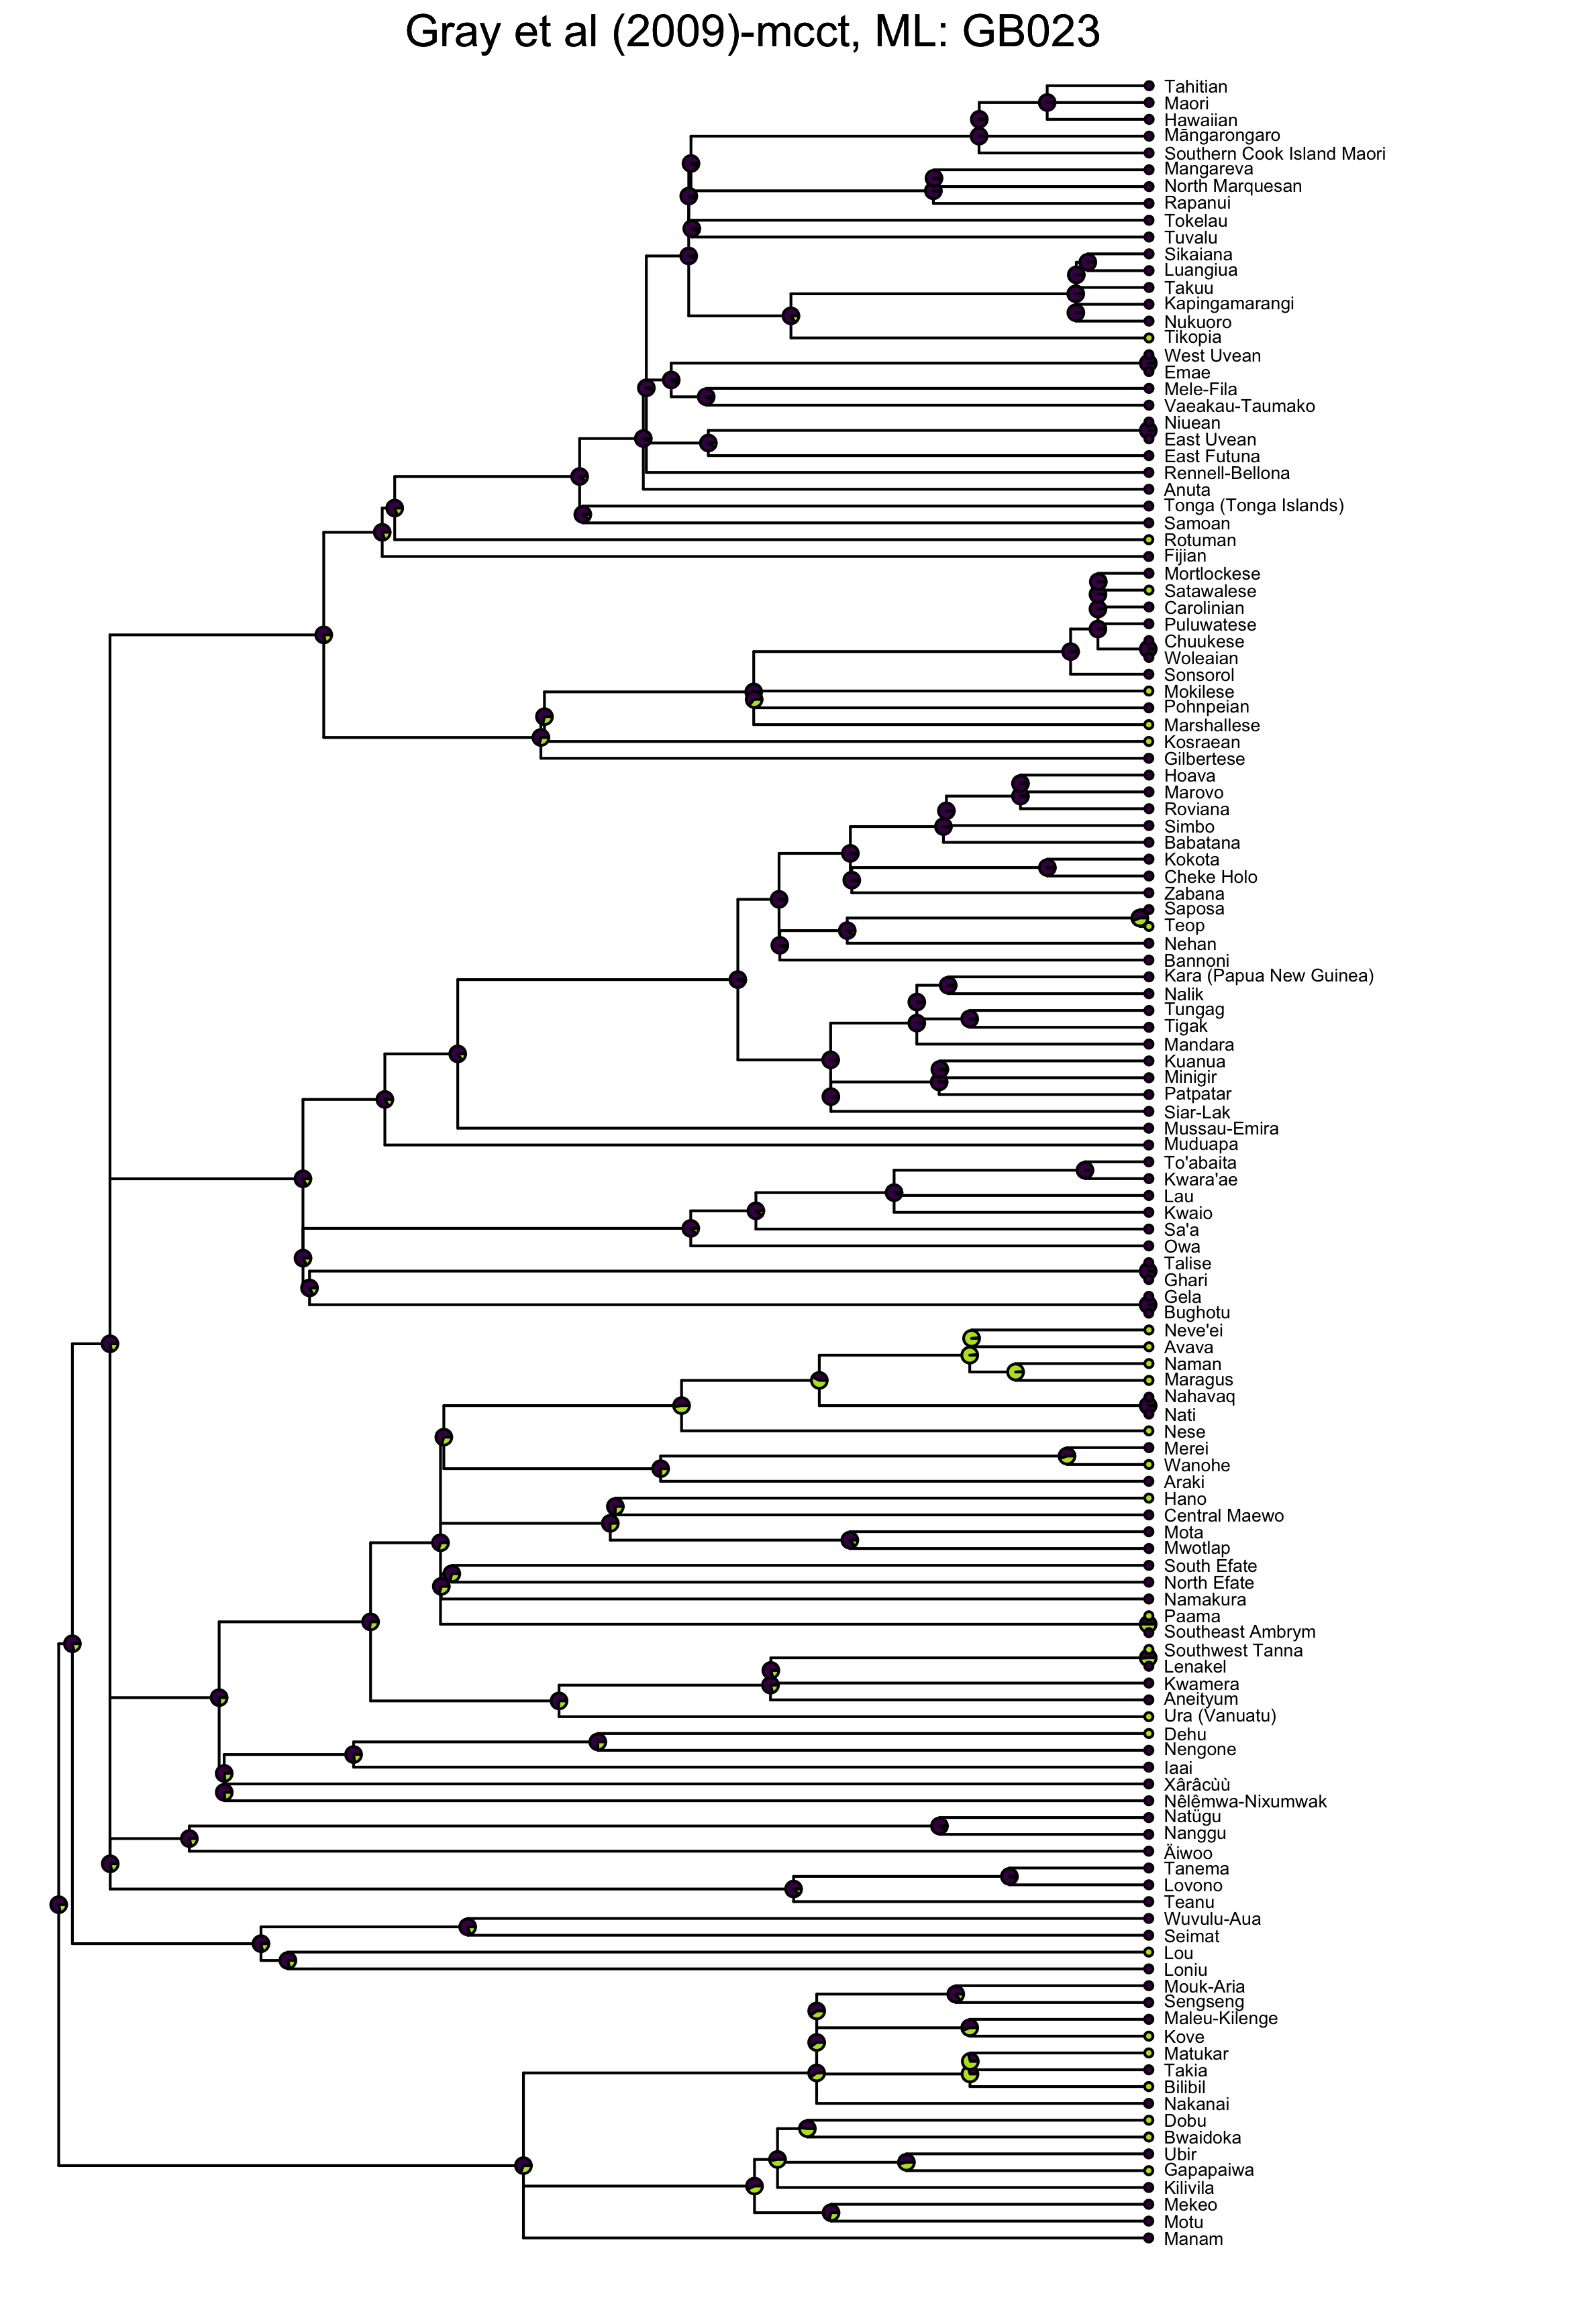 Gray et al (2009)-mcct, ML: GB023
Tahitian
Maori
Hawaiian
Māngarongaro
Southern Cook Island Maori
Mangareva
North Marquesan
Rapanui
Tokelau
Tuvalu
Sikaiana
Luangiua
Takuu
Kapingamarangi
Nukuoro
Tikopia
West Uvean
Emae
Mele-Fila
Vaeakau-Taumako
Niuean
East Uvean
East Futuna
Rennell-Bellona
Anuta
Tonga (Tonga Islands)
Samoan
Rotuman
Fijian
Mortlockese
Satawalese
Carolinian
Puluwatese
Chuukese
Woleaian
Sonsorol
Mokilese
Pohnpeian
Marshallese
Kosraean
Gilbertese
Hoava
Marovo
Roviana
Simbo
Babatana
Kokota
Cheke Holo
Zabana
Saposa
Teop
Nehan
Bannoni
Kara (Papua New Guinea)
Nalik
Tungag
Tigak
Mandara
Kuanua
Minigir
Patpatar
Siar-Lak
Mussau-Emira
Muduapa
To'abaita
Kwara'ae
Lau
Kwaio
Sa'a
Owa
Talise
Ghari
Gela
Bughotu
Neve'ei
Avava
Naman
Maragus
Nahavaq
Nati
Nese
Merei
Wanohe
Araki
Hano
Central Maewo
Mota
Mwotlap
South Efate
North Efate
Namakura
Paama
Southeast Ambrym
Southwest Tanna
Lenakel
Kwamera
Aneityum
Ura (Vanuatu)
Dehu
Nengone
Iaai
Xârâcùù
Nêlêmwa-Nixumwak
Natügu
Nanggu
Äiwoo
Tanema
Lovono
Teanu
Wuvulu-Aua
Seimat
Lou
Loniu
Mouk-Aria
Sengseng
Maleu-Kilenge
Kove
Matukar
Takia
Bilibil
Nakanai
Dobu
Bwaidoka
Ubir
Gapapaiwa
Kilivila
Mekeo
Motu
Manam